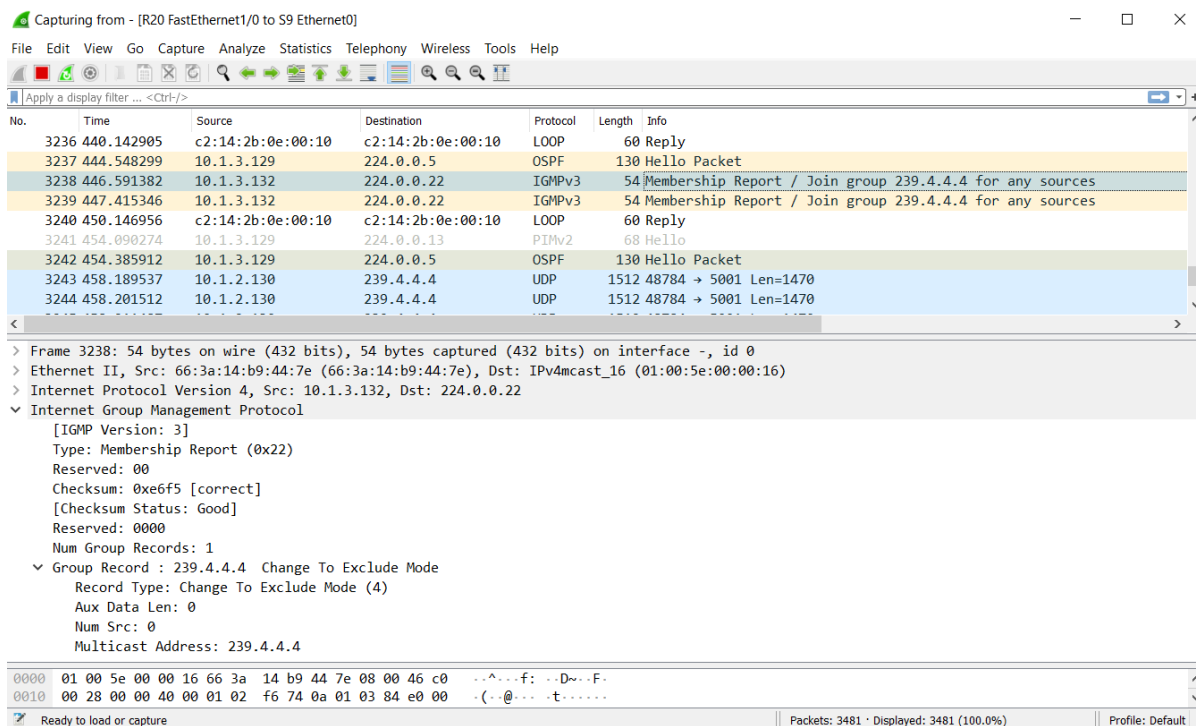 Capturing from - [R20 FastEthernet1/0 to S9 Ethernet0]
File Edit View Go Capture Analyze Statistics Telephony Wireless Tools Help
Apply a display filter ... <Ctrl-/>
No. Time Source Destination Protocol Length Info
3236 440.142905 c2:14:2b:0e:00:10 c2:14:2b:0e:00:10 LOOP 60 Reply
3237 444.548299 10.1.3.129 224.0.0.5 OSPF 130 Hello Packet
3238 446.591382 10.1.3.132 224.0.0.22 IGMPv3 54 Membership Report / Join group 239.4.4.4 for any sources
3239 447.415346 10.1.3.132 224.0.0.22 IGMPv3 54 Membership Report / Join group 239.4.4.4 for any sources
3240 450.146956 c2:14:2b:0e:00:10 c2:14:2b:0e:00:10 LOOP 60 Reply
3241 454.090274 10.1.3.129 224.0.0.13 PIMv2 68 Hello
3242 454.385912 10.1.3.129 224.0.0.5 OSPF 130 Hello Packet
3243 458.189537 10.1.2.130 239.4.4.4 UDP 1512 48784 → 5001 Len=1470
3244 458.201512 10.1.2.130 239.4.4.4 UDP 1512 48784 → 5001 Len=1470
Frame 3238: 54 bytes on wire (432 bits), 54 bytes captured (432 bits) on interface -, id 0
Ethernet II, Src: 66:3a:14:b9:44:7e (66:3a:14:b9:44:7e), Dst: IPv4mcast_16 (01:00:5e:00:00:16)
Internet Protocol Version 4, Src: 10.1.3.132, Dst: 224.0.0.22
Internet Group Management Protocol
[IGMP Version: 3]
Type: Membership Report (0x22)
Reserved: 00
Checksum: 0xe6f5 [correct]
[Checksum Status: Good]
Reserved: 0000
Num Group Records: 1
Group Record : 239.4.4.4 Change To Exclude Mode
Record Type: Change To Exclude Mode (4)
Aux Data Len: 0
Num Src: 0
Multicast Address: 239.4.4.4
0000 01 00 5e 00 00 16 66 3a 14 b9 44 7e 08 00 46 c0 ··^···f: ··D~··F·
0010 00 28 00 00 40 00 01 02 f6 74 0a 01 03 84 e0 00 ·(··@··· ·t······
Ready to load or capture Packets: 3481 · Displayed: 3481 (100.0%) Profile: Default